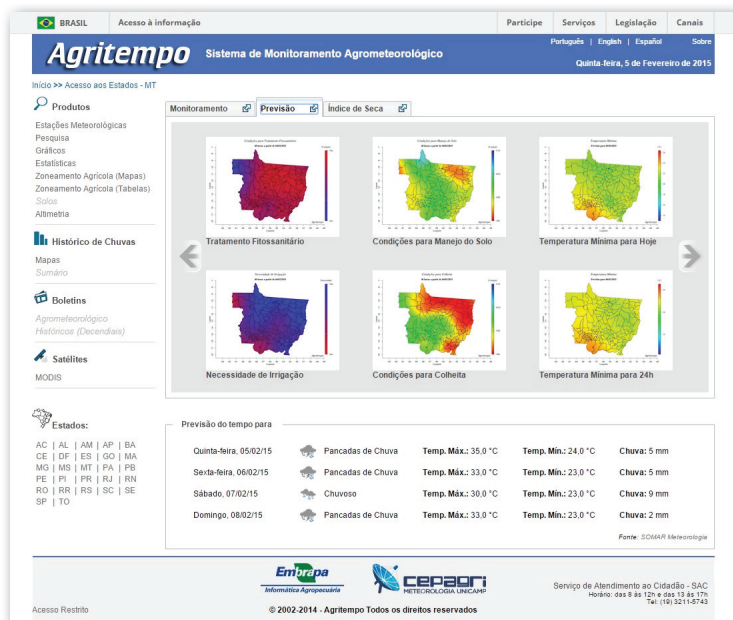 BRASIL Acesso à informação Participe Serviços Legislação Canais
Agritempo Sistema de Monitoramento Agrometeorológico
Português | English | Español Sobre
Quinta-feira, 5 de Fevereiro de 2015
Início >> Acesso aos Estados - MT
Produtos
Estações Meteorológicas
Pesquisa
Gráficos
Estatísticas
Zoneamento Agrícola (Mapas)
Zoneamento Agrícola (Tabelas)
Solos
Altimetria
Histórico de Chuvas
Mapas
Sumário
Boletins
Agrometeorológico
Históricos (Decendiais)
Satélites
MODIS
Estados:
AC | AL | AM | AP | BA
CE | DF | ES | GO | MA
MG | MS | MT | PA | PB
PE | PI | PR | RJ | RN
RO | RR | RS | SC | SE
SP | TO
Monitoramento Previsão Índice de Seca
Tratamento Fitossanitário Condições para Manejo do Solo Temperatura Mínima para Hoje
Necessidade de Irrigação Condições para Colheita Temperatura Mínima para 24h
Previsão do tempo para
Quinta-feira, 05/02/15 Pancadas de Chuva Temp. Máx.: 35,0 °C Temp. Mín.: 24,0 °C Chuva: 5 mm
Sexta-feira, 06/02/15 Pancadas de Chuva Temp. Máx.: 33,0 °C Temp. Mín.: 23,0 °C Chuva: 5 mm
Sábado, 07/02/15 Chuvoso Temp. Máx.: 30,0 °C Temp. Mín.: 23,0 °C Chuva: 9 mm
Domingo, 08/02/15 Pancadas de Chuva Temp. Máx.: 33,0 °C Temp. Mín.: 23,0 °C Chuva: 2 mm
Fonte: SOMAR Meteorologia
Embrapa
Informática Agropecuária
cepagri
METEOROLOGIA UNICAMP
Serviço de Atendimento ao Cidadão - SAC
Horário: das 8 às 12h e das 13 às 17h
Tel: (19) 3211-5743
Acesso Restrito
© 2002-2014 - Agritempo Todos os direitos reservados